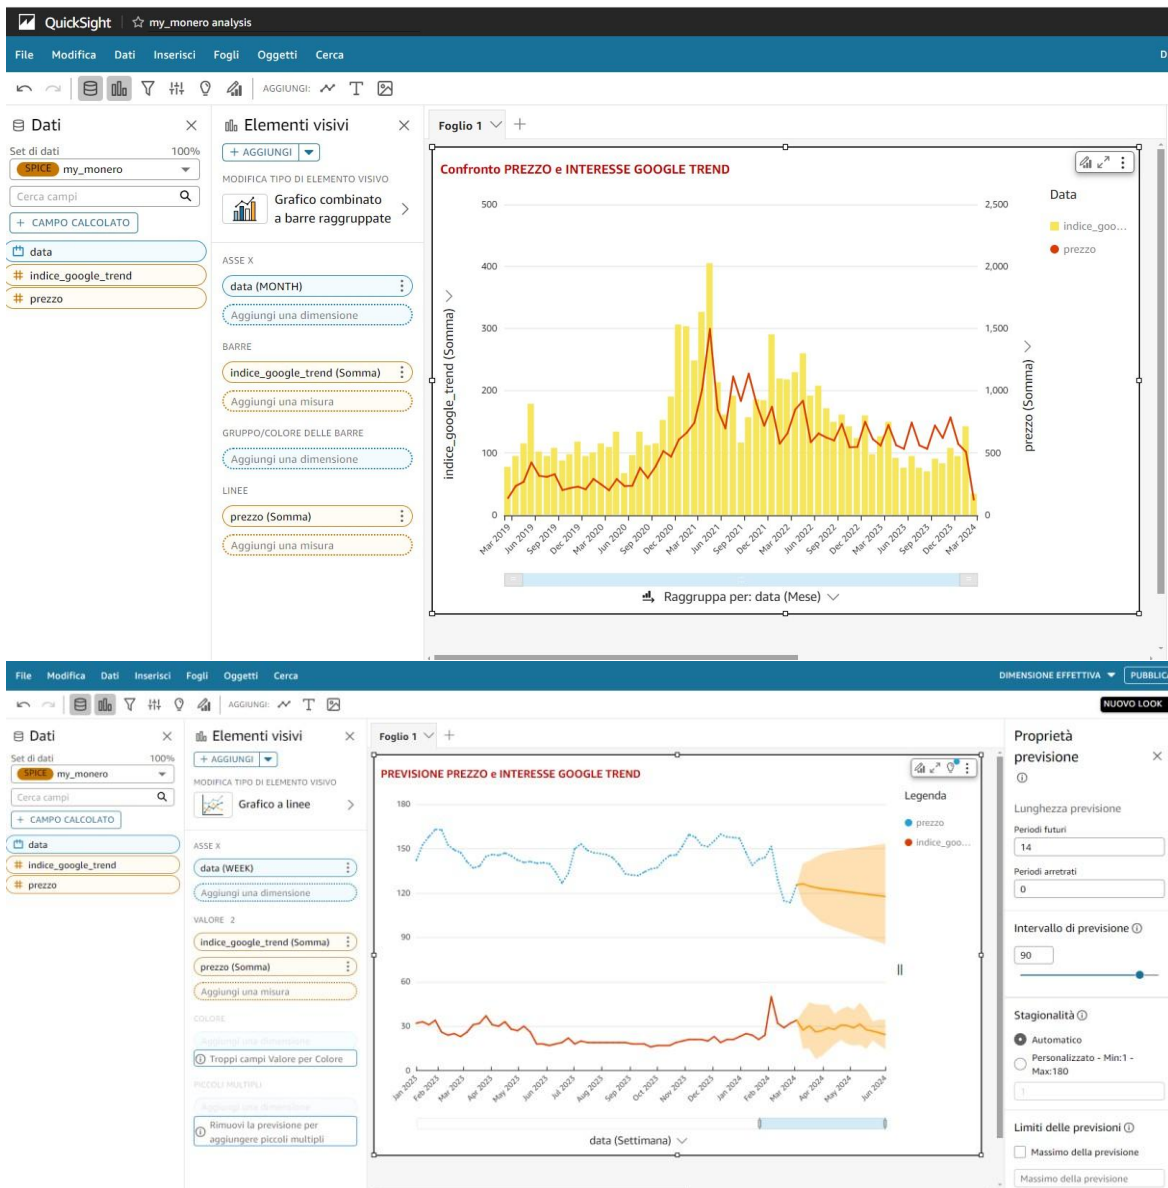 QuickSight ☆ my_monero analysis
File Modifica Dati Inserisci Fogli Oggetti Cerca D
AGGIUNGI:
Dati
Set di dati 100%
SPICE my_monero
Cerca campi
+ CAMPO CALCOLATO
data
# indice_google_trend
# prezzo
Elementi visivi
+ AGGIUNGI
MODIFICA TIPO DI ELEMENTO VISIVO
Grafico combinato
a barre raggruppate
ASSE X
data (MONTH)
Aggiungi una dimensione
BARRE
indice_google_trend (Somma)
Aggiungi una misura
GRUPPO/COLORE DELLE BARRE
Aggiungi una dimensione
LINEE
prezzo (Somma)
Aggiungi una misura
Foglio 1
Confronto PREZZO e INTERESSE GOOGLE TREND
500
400
300
200
100
0
indice_google_trend (Somma)
2,500
2,000
1,500
1,000
500
0
prezzo (Somma)
Mar 2019 Jun 2019 Sep 2019 Dec 2019 Mar 2020 Jun 2020 Sep 2020 Dec 2020 Mar 2021 Jun 2021 Sep 2021 Dec 2021 Mar 2022 Jun 2022 Sep 2022 Dec 2022 Mar 2023 Jun 2023 Sep 2023 Dec 2023 Mar 2024
Raggruppa per: data (Mese)
Data
indice_goo...
prezzo
File Modifica Dati Inserisci Fogli Oggetti Cerca DIMENSIONE EFFETTIVA PUBBLICA
AGGIUNGI: NUOVO LOOK
Dati
Set di dati 100%
SPICE my_monero
Cerca campi
+ CAMPO CALCOLATO
data
# indice_google_trend
# prezzo
Elementi visivi
+ AGGIUNGI
MODIFICA TIPO DI ELEMENTO VISIVO
Grafico a linee
ASSE X
data (WEEK)
Aggiungi una dimensione
VALORE 2
indice_google_trend (Somma)
prezzo (Somma)
Aggiungi una misura
COLORE
Aggiungi una dimensione
Troppi campi Valore per Colore
PICCOLI MULTIPLI
Aggiungi una dimensione
Rimuovi la previsione per
aggiungere piccoli multipli
Foglio 1
PREVISIONE PREZZO e INTERESSE GOOGLE TREND
180
150
120
90
60
30
0
Jan 2023 Feb 2023 Mar 2023 Apr 2023 May 2023 Jun 2023 Jul 2023 Aug 2023 Sep 2023 Oct 2023 Nov 2023 Dec 2023 Jan 2024 Feb 2024 Mar 2024 Apr 2024 May 2024 Jun 2024
data (Settimana)
Legenda
prezzo
indice_goo...
Proprietà
previsione
Lunghezza previsione
Periodi futuri
14
Periodi arretrati
0
Intervallo di previsione
90
Stagionalità
Automatico
Personalizzato - Min:1 -
Max:180
1
Limiti delle previsioni
Massimo della previsione
Massimo della previsione